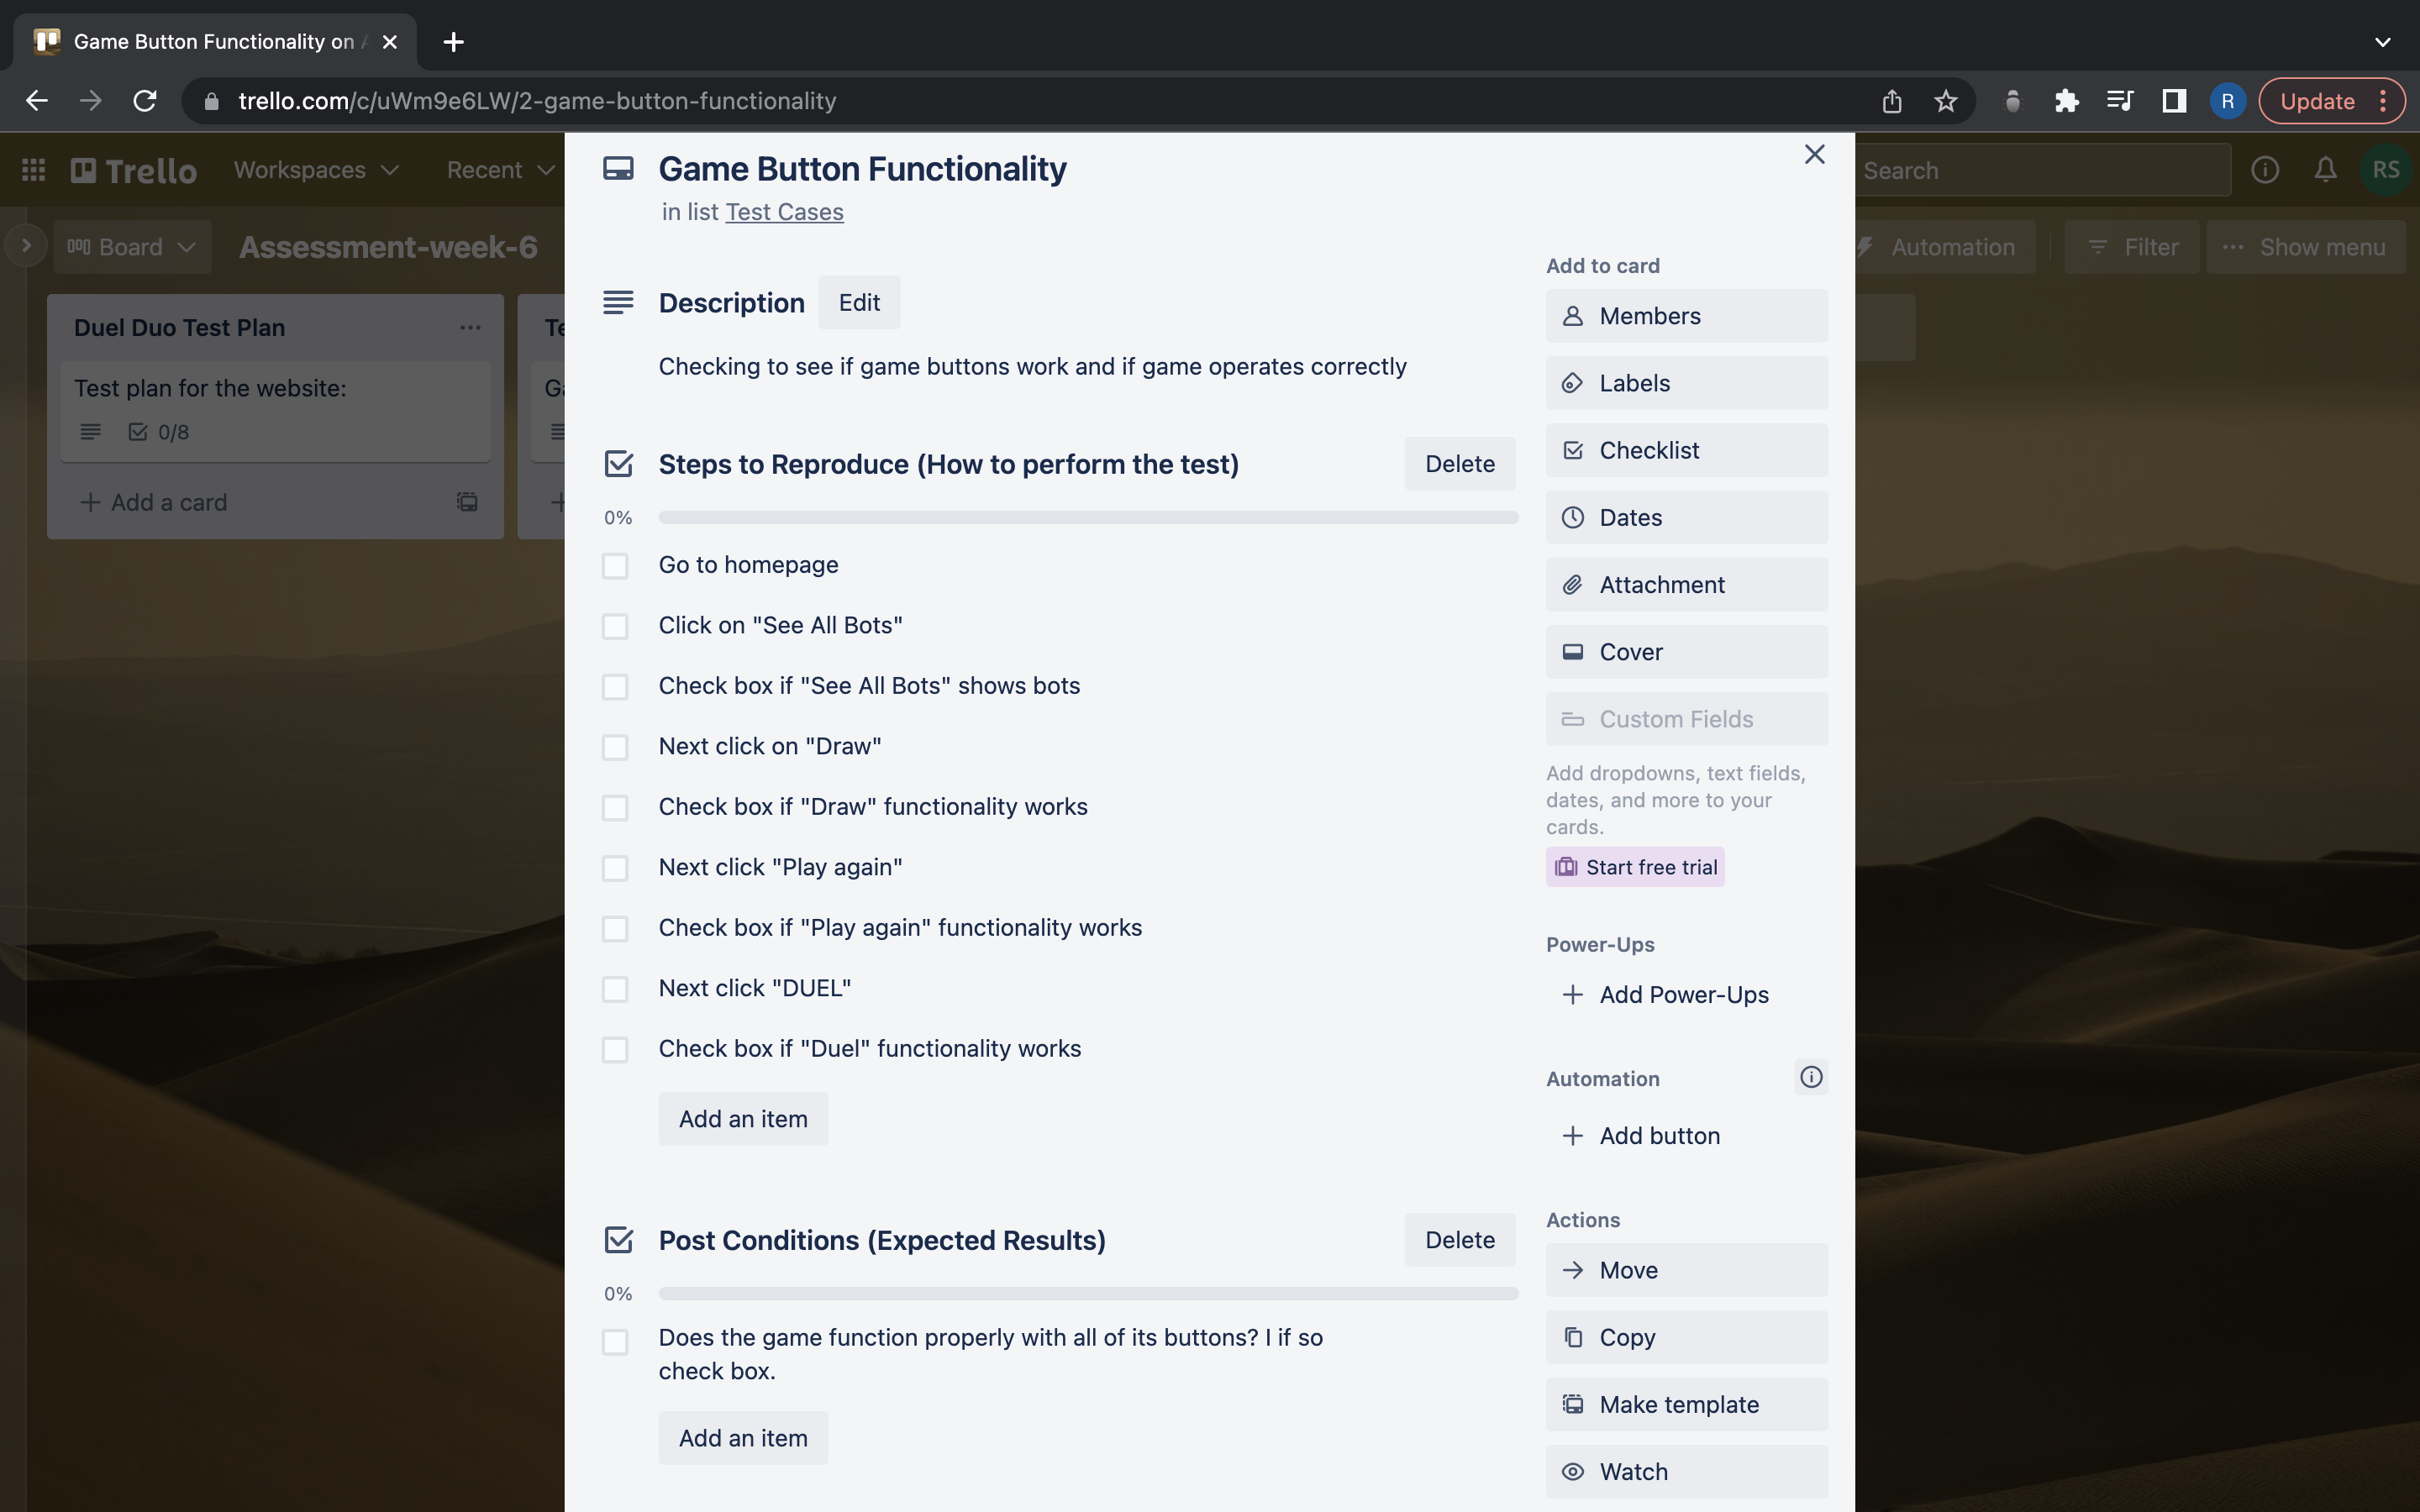 Game Button Functionality on
trello.com/c/uWm9e6LW/2-game-button-functionality
R
Update
Trello
Workspaces
Recent
Search
RS
Board
Assessment-week-6
Automation
Filter
Show menu
Duel Duo Test Plan
Test plan for the website:
0/8
Add a card
Game Button Functionality
in list Test Cases
Description
Edit
Checking to see if game buttons work and if game operates correctly
Steps to Reproduce (How to perform the test)
Delete
0%
Go to homepage
Click on "See All Bots"
Check box if "See All Bots" shows bots
Next click on "Draw"
Check box if "Draw" functionality works
Next click "Play again"
Check box if "Play again" functionality works
Next click "DUEL"
Check box if "Duel" functionality works
Add an item
Post Conditions (Expected Results)
Delete
0%
Does the game function properly with all of its buttons? I if so
check box.
Add an item
Add to card
Members
Labels
Checklist
Dates
Attachment
Cover
Custom Fields
Add dropdowns, text fields,
dates, and more to your
cards.
Start free trial
Power-Ups
Add Power-Ups
Automation
Add button
Actions
Move
Copy
Make template
Watch